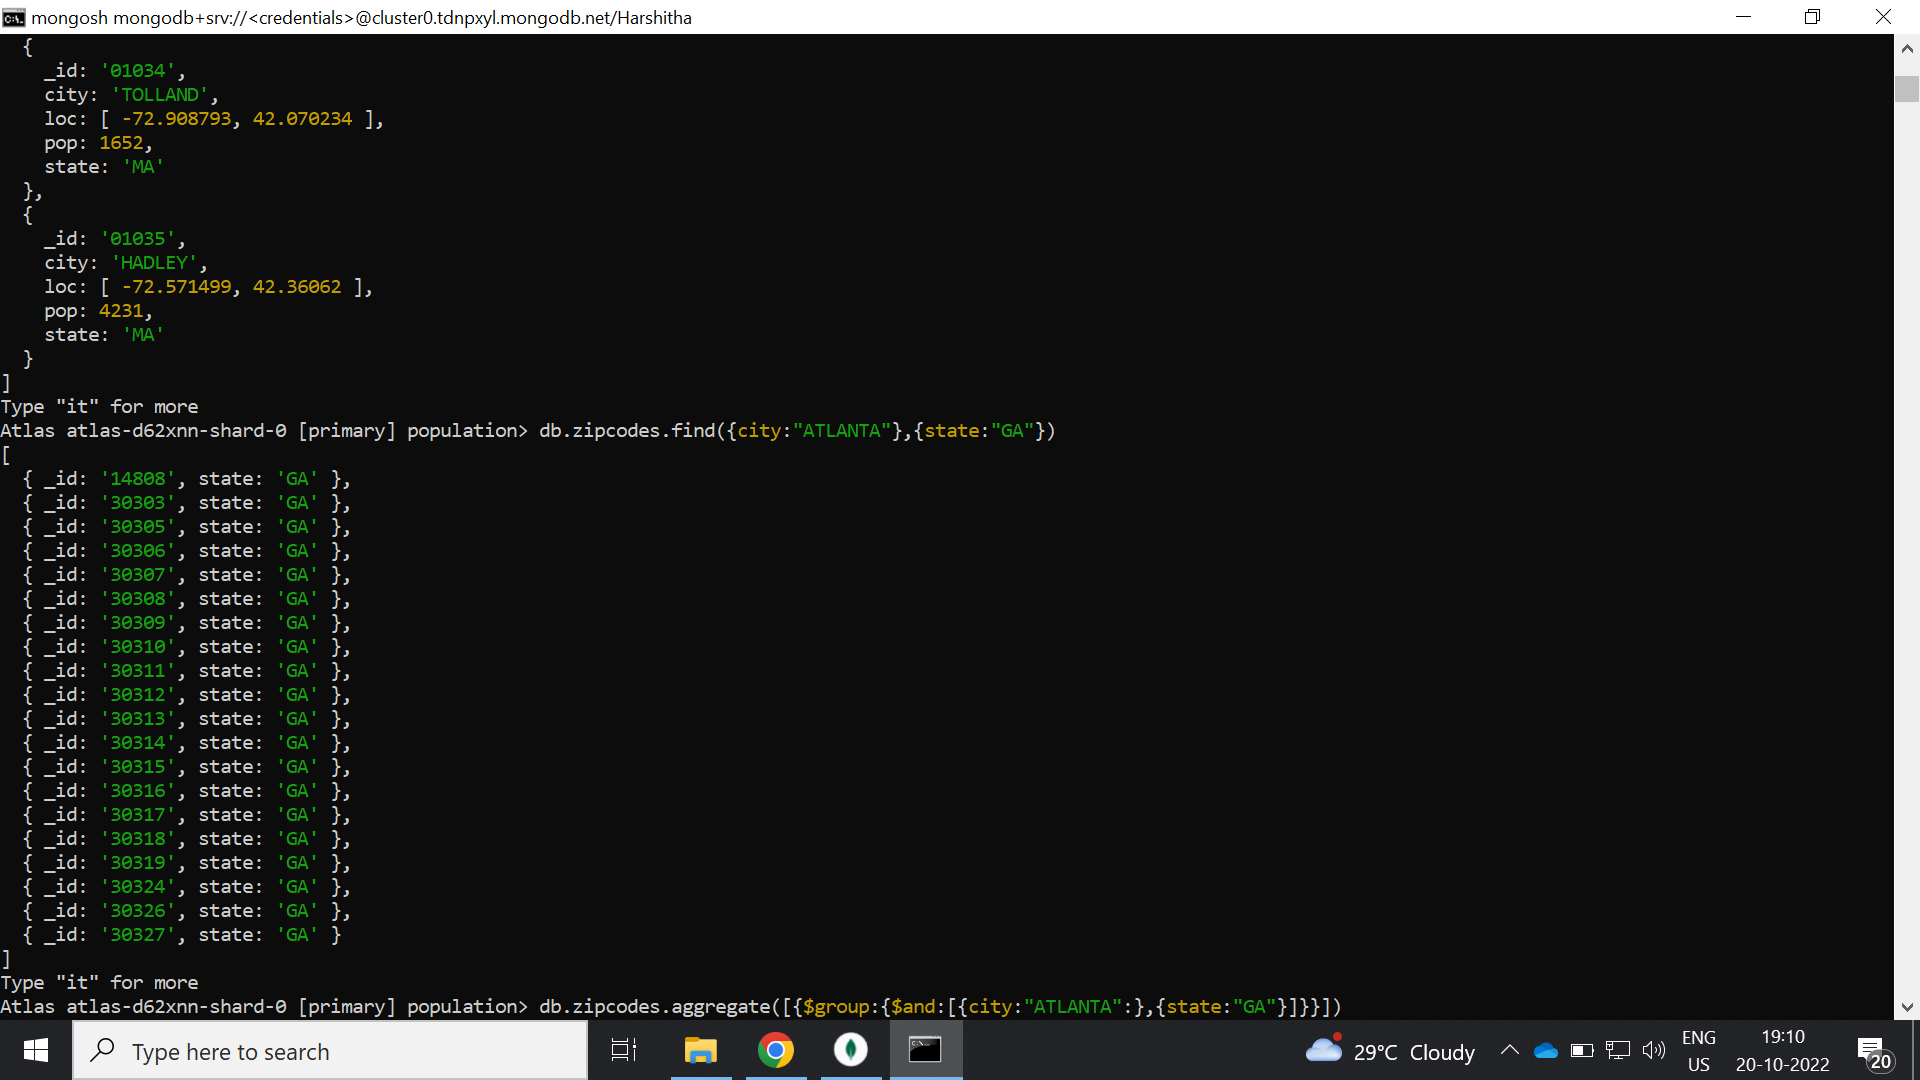 mongosh mongodb+srv://<credentials>@cluster0.tdnpxyl.mongodb.net/Harshitha
  {
    _id: '01034',
    city: 'TOLLAND',
    loc: [ -72.908793, 42.070234 ],
    pop: 1652,
    state: 'MA'
  },
  {
    _id: '01035',
    city: 'HADLEY',
    loc: [ -72.571499, 42.36062 ],
    pop: 4231,
    state: 'MA'
  }
]
Type "it" for more
Atlas atlas-d62xnn-shard-0 [primary] population> db.zipcodes.find({city:"ATLANTA"},{state:"GA"})
[
  { _id: '14808', state: 'GA' },
  { _id: '30303', state: 'GA' },
  { _id: '30305', state: 'GA' },
  { _id: '30306', state: 'GA' },
  { _id: '30307', state: 'GA' },
  { _id: '30308', state: 'GA' },
  { _id: '30309', state: 'GA' },
  { _id: '30310', state: 'GA' },
  { _id: '30311', state: 'GA' },
  { _id: '30312', state: 'GA' },
  { _id: '30313', state: 'GA' },
  { _id: '30314', state: 'GA' },
  { _id: '30315', state: 'GA' },
  { _id: '30316', state: 'GA' },
  { _id: '30317', state: 'GA' },
  { _id: '30318', state: 'GA' },
  { _id: '30319', state: 'GA' },
  { _id: '30324', state: 'GA' },
  { _id: '30326', state: 'GA' },
  { _id: '30327', state: 'GA' }
]
Type "it" for more
Atlas atlas-d62xnn-shard-0 [primary] population> db.zipcodes.aggregate([{$group:{$and:[{city:"ATLANTA":},{state:"GA"}]}}])
Type here to search
29°C Cloudy
ENG
US
19:10
20-10-2022
20